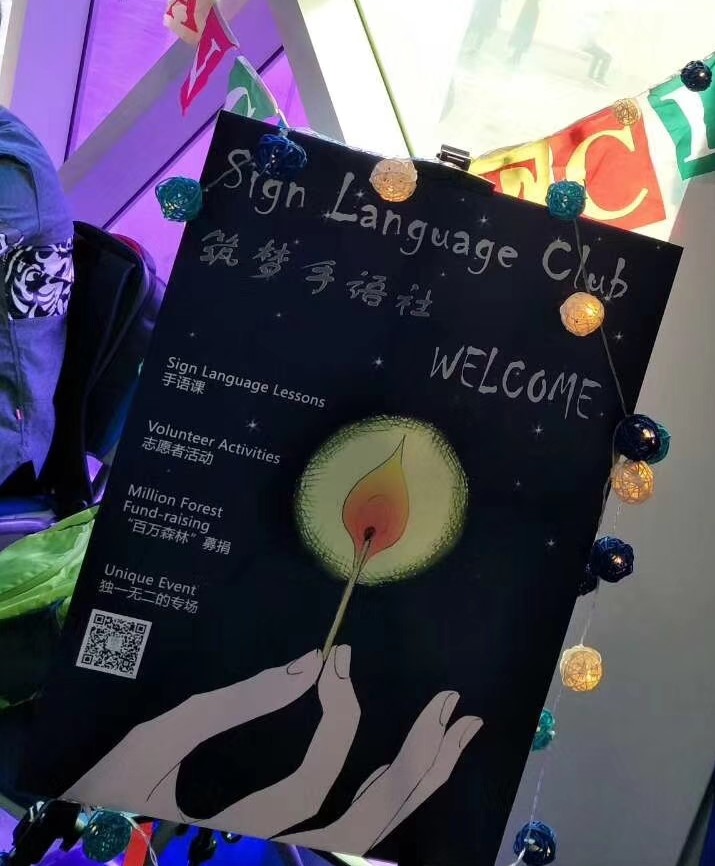 Sign Language Club
筑梦手语社
WELCOME
Sign Language Lessons
手语课
Volunteer Activities
志愿者活动
Million Forest
Fund-raising
“百万森林”募捐
Unique Event
独一无二的专场